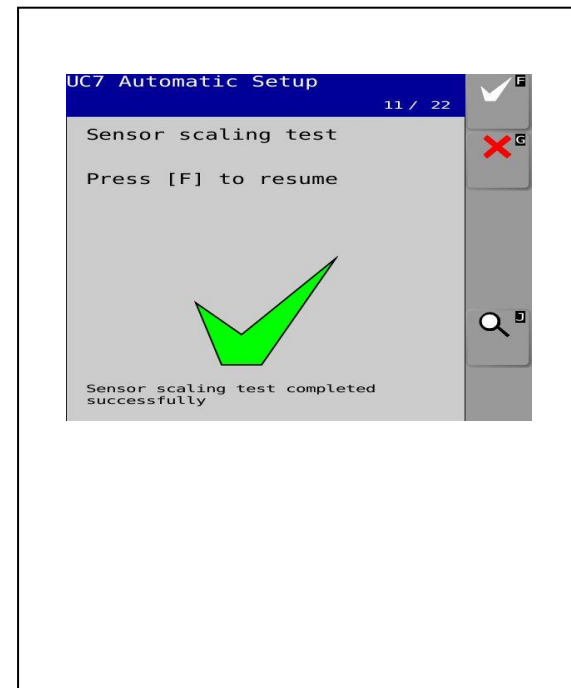 UC7 Automatic Setup
11/ 22
F
Sensor scaling test
G
Press [F] to resume
J
Sensor scaling test completed
successfully